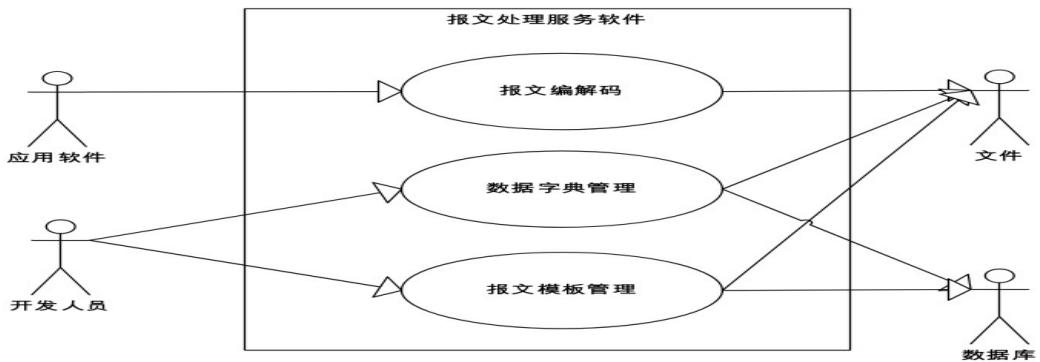 报文处理服务软件
报文编解码
应用软件
文件
数据字典管理
报文模板管理
开发人员
数据库